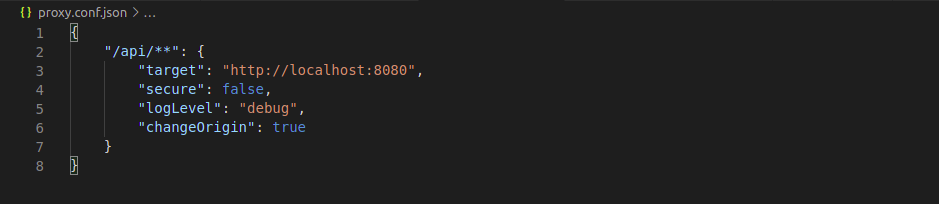 {} proxy.conf.json > ...
1 {
2     "/api/**": {
3         "target": "http://localhost:8080",
4         "secure": false,
5         "logLevel": "debug",
6         "changeOrigin": true
7     }
8 }